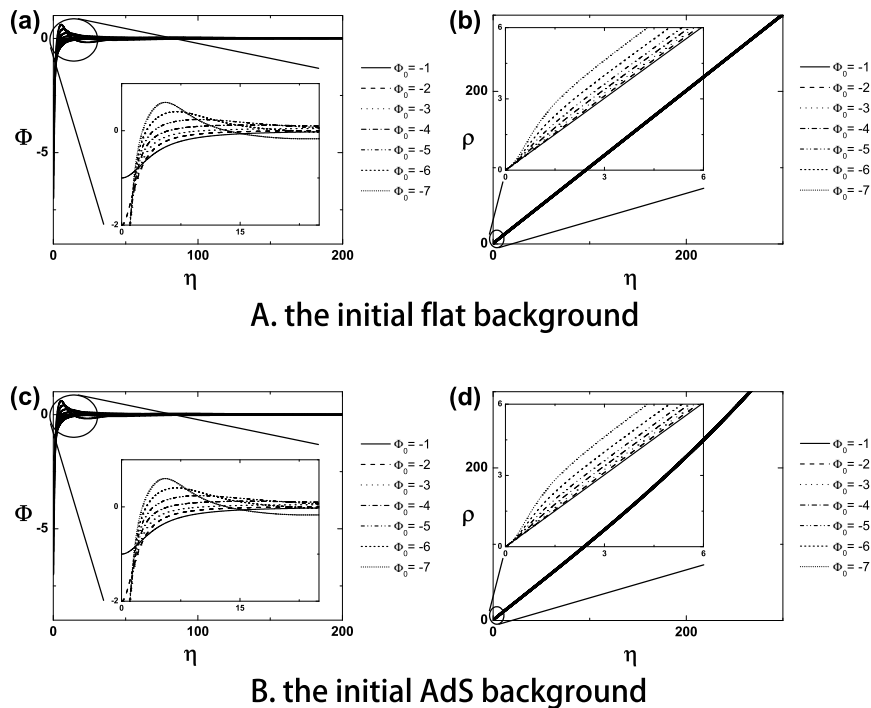 (a)
0
-5
Φ
0
100
200
η
0
-2
0
15
Φ₀= -1
Φ₀= -2
Φ₀= -3
Φ₀= -4
Φ₀= -5
Φ₀= -6
Φ₀= -7
(b)
200
0
ρ
0
200
η
6
3
0
0
3
6
Φ₀= -1
Φ₀= -2
Φ₀= -3
Φ₀= -4
Φ₀= -5
Φ₀= -6
Φ₀= -7
A. the initial flat background
(c)
0
-5
Φ
0
100
200
η
0
-2
0
15
Φ₀= -1
Φ₀= -2
Φ₀= -3
Φ₀= -4
Φ₀= -5
Φ₀= -6
Φ₀= -7
(d)
200
0
ρ
0
200
η
6
3
0
0
3
6
Φ₀= -1
Φ₀= -2
Φ₀= -3
Φ₀= -4
Φ₀= -5
Φ₀= -6
Φ₀= -7
B. the initial AdS background